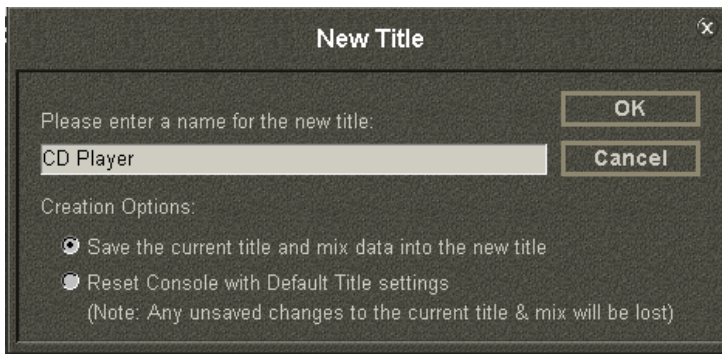 New Title
Please enter a name for the new title:
OK
CD Player
Cancel
Creation Options:
Save the current title and mix data into the new title
Reset Console with Default Title settings
(Note: Any unsaved changes to the current title & mix will be lost)